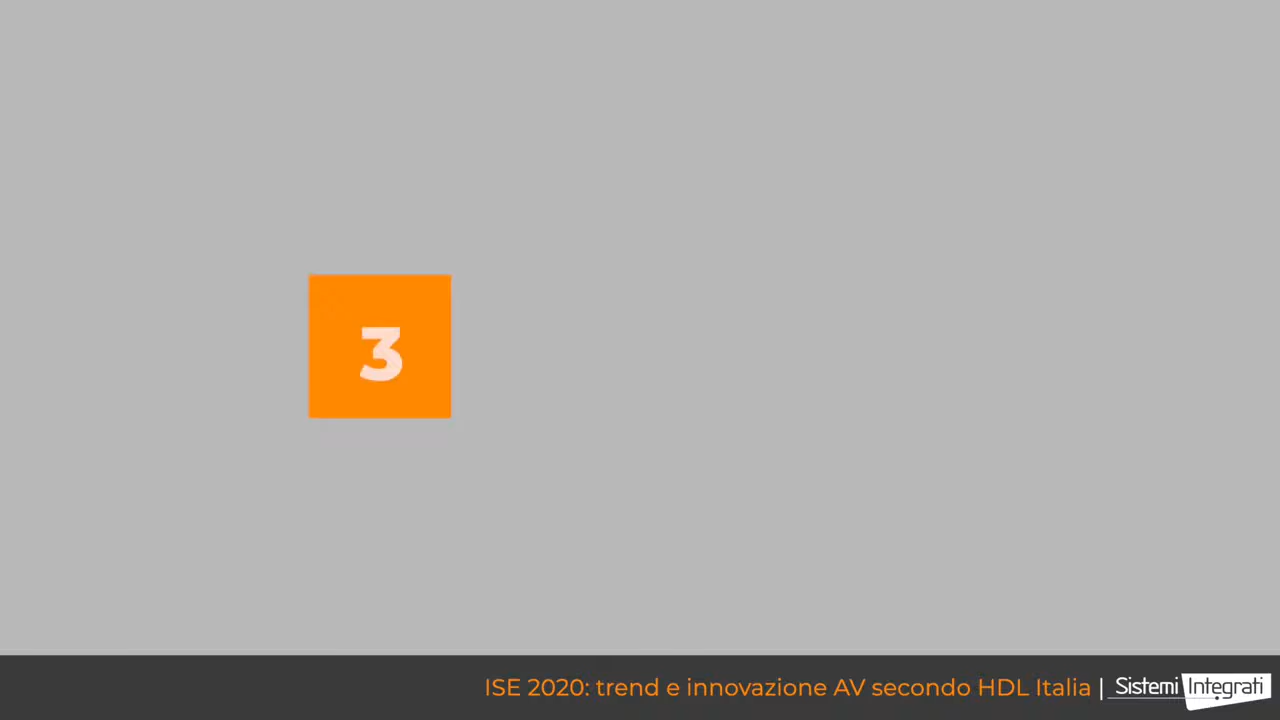 3
ISE 2020: trend e innovazione AV secondo HDL Italia | Sistemi Integrati